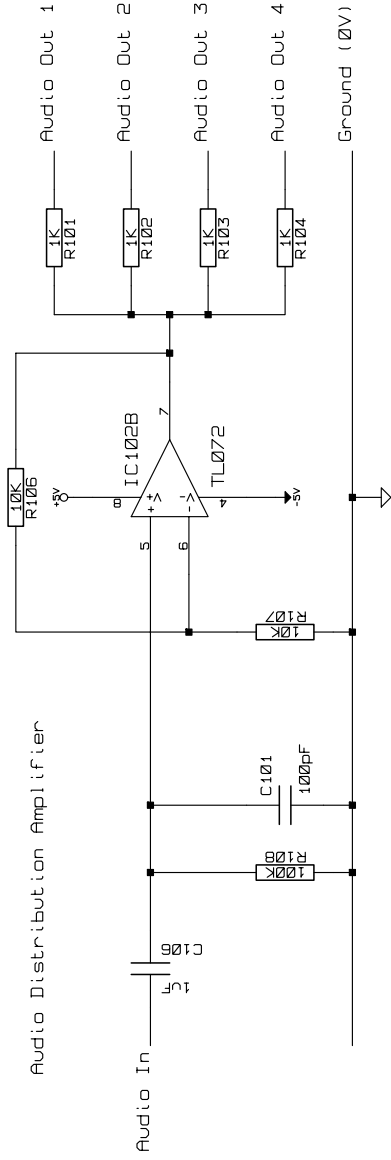 Audio Distribution Amplifier
Audio In
1uF
C106
100K
R108
C101
100pF
10K
R107
10K
R106
+5V
8
IC102B
5
6
7
V+
V-
+
-
4
TL072
-5V
1K
R101
1K
R102
1K
R103
1K
R104
Audio Out 1
Audio Out 2
Audio Out 3
Audio Out 4
Ground (0V)